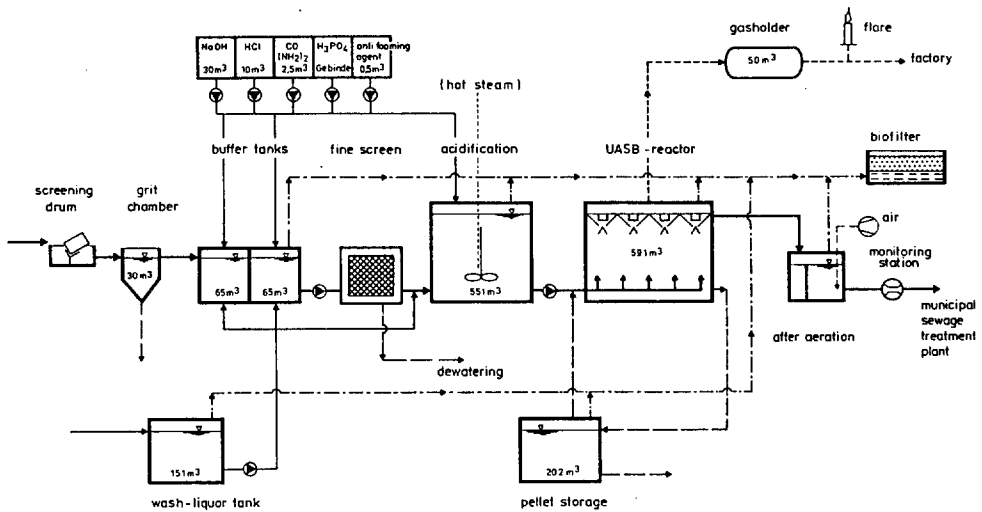 gasholder
flare
50 m³
factory
NaOH
30m³
HCl
10m³
CO
(NH₂)₂
2,5m³
H₃PO₄
Gebinde
anti foaming
agent
0,5m³
(hot steam)
buffer tanks
fine screen
acidification
UASB-reactor
biofilter
screening
drum
grit
chamber
30m³
65m³
65m³
551m³
591m³
air
monitoring
station
after aeration
municipal
sewage
treatment
plant
dewatering
151m³
wash-liquor tank
202m³
pellet storage